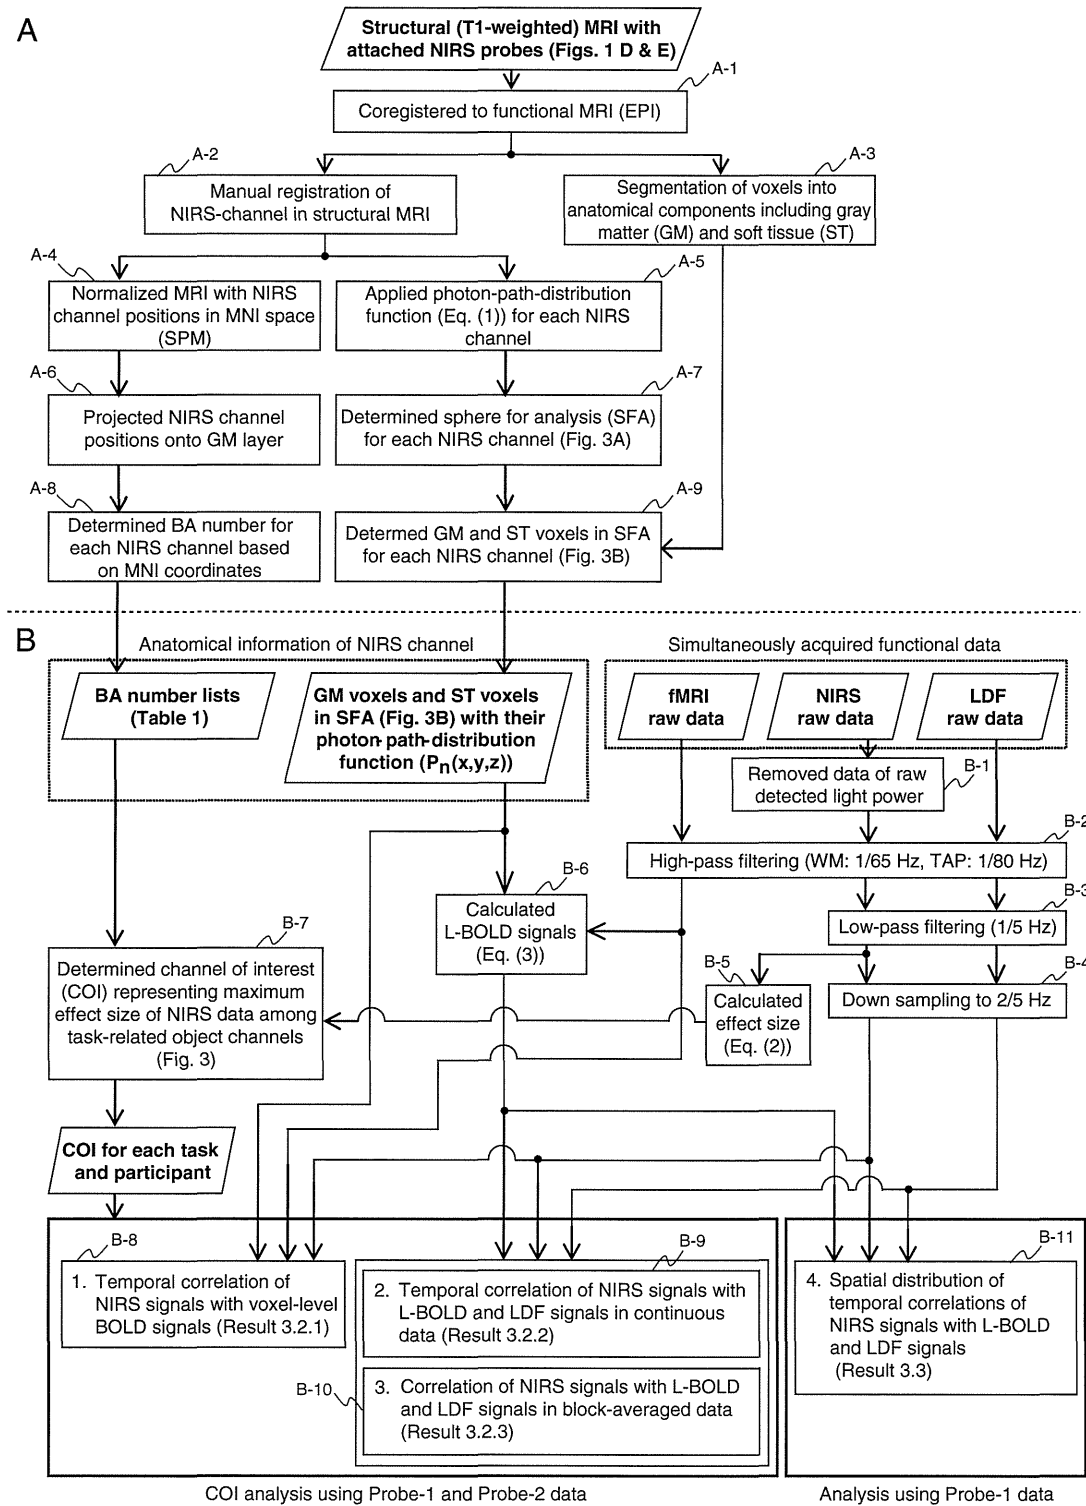 A
Structural (T1-weighted) MRI with
attached NIRS probes (Figs. 1 D & E)
A-1
Coregistered to functional MRI (EPI)
A-2
Manual registration of
NIRS-channel in structural MRI
A-3
Segmentation of voxels into
anatomical components including gray
matter (GM) and soft tissue (ST)
A-4
Normalized MRI with NIRS
channel positions in MNI space
(SPM)
A-5
Applied photon-path-distribution
function (Eq. (1)) for each NIRS
channel
A-6
Projected NIRS channel
positions onto GM layer
A-7
Determined sphere for analysis (SFA)
for each NIRS channel (Fig. 3A)
A-8
Determined BA number for
each NIRS channel based
on MNI coordinates
A-9
Determed GM and ST voxels in SFA
for each NIRS channel (Fig. 3B)
B
Anatomical information of NIRS channel
Simultaneously acquired functional data
BA number lists
(Table 1)
GM voxels and ST voxels
in SFA (Fig. 3B) with their
photon-path-distribution
function (Pn(x,y,z))
fMRI
raw data
NIRS
raw data
LDF
raw data
B-1
Removed data of raw
detected light power
B-2
High-pass filtering (WM: 1/65 Hz, TAP: 1/80 Hz)
B-3
Low-pass filtering (1/5 Hz)
B-4
Down sampling to 2/5 Hz
B-5
Calculated
effect size
(Eq. (2))
B-6
Calculated
L-BOLD signals
(Eq. (3))
B-7
Determined channel of interest
(COI) representing maximum
effect size of NIRS data among
task-related object channels
(Fig. 3)
COI for each task
and participant
B-8
1. Temporal correlation of
NIRS signals with voxel-level
BOLD signals (Result 3.2.1)
B-9
2. Temporal correlation of NIRS signals with
L-BOLD and LDF signals in continuous
data (Result 3.2.2)
B-10
3. Correlation of NIRS signals with L-BOLD
and LDF signals in block-averaged data
(Result 3.2.3)
B-11
4. Spatial distribution of
temporal correlations of
NIRS signals with L-BOLD
and LDF signals
(Result 3.3)
COI analysis using Probe-1 and Probe-2 data
Analysis using Probe-1 data